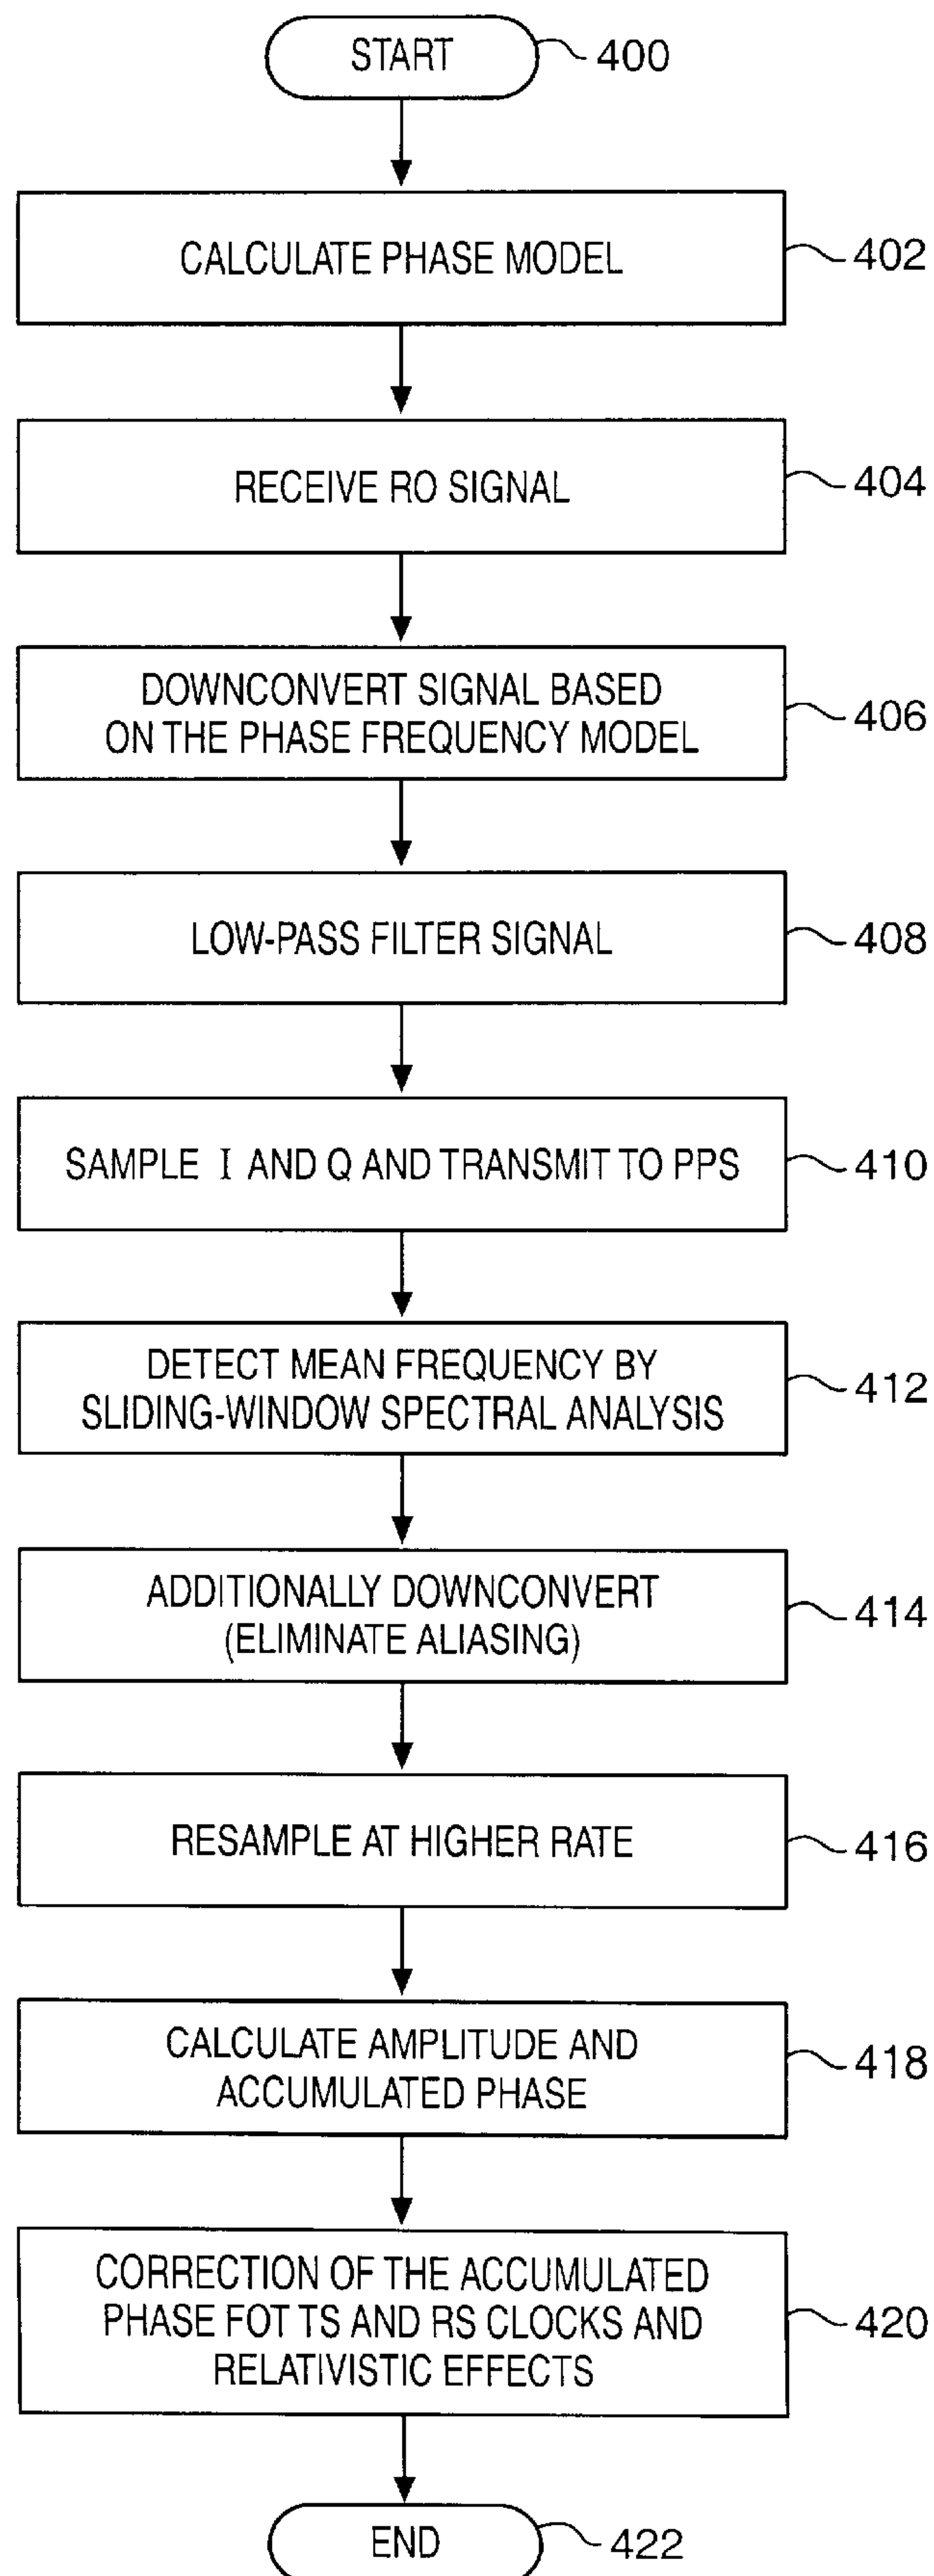 START
400
CALCULATE PHASE MODEL
402
RECEIVE RO SIGNAL
404
DOWNCONVERT SIGNAL BASED
ON THE PHASE FREQUENCY MODEL
406
LOW-PASS FILTER SIGNAL
408
SAMPLE I AND Q AND TRANSMIT TO PPS
410
DETECT MEAN FREQUENCY BY
SLIDING-WINDOW SPECTRAL ANALYSIS
412
ADDITIONALLY DOWNCONVERT
(ELIMINATE ALIASING)
414
RESAMPLE AT HIGHER RATE
416
CALCULATE AMPLITUDE AND
ACCUMULATED PHASE
418
CORRECTION OF THE ACCUMULATED
PHASE FOT TS AND RS CLOCKS AND
RELATIVISTIC EFFECTS
420
END
422